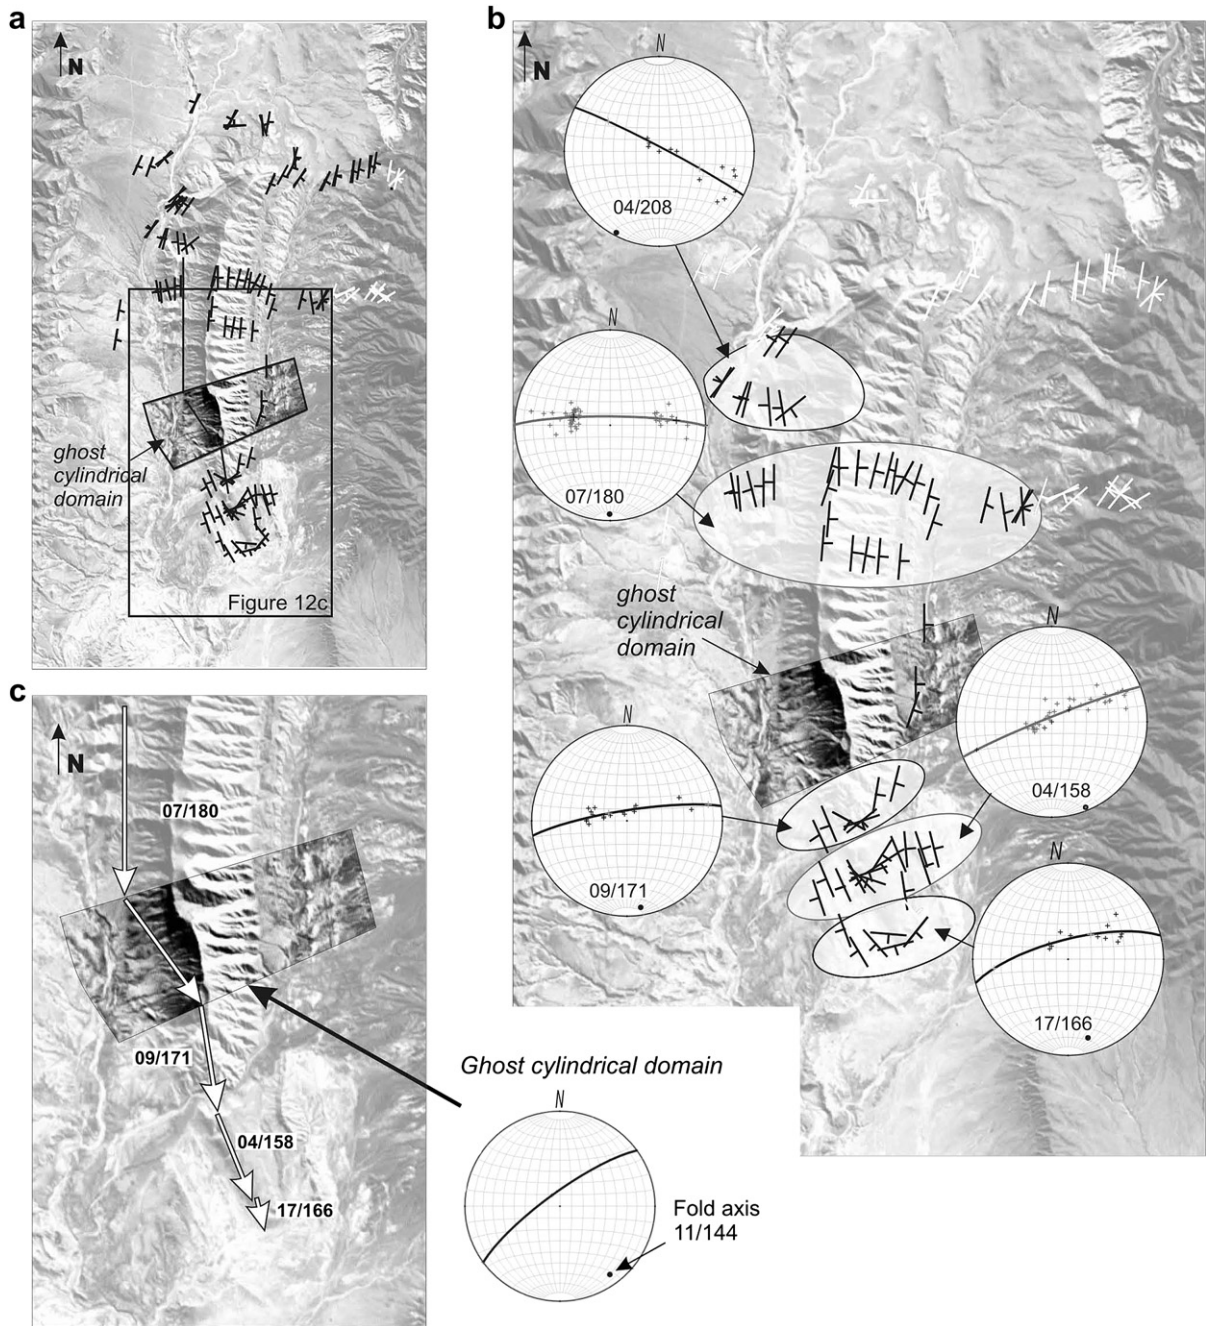 a
N
ghost
cylindrical
domain
Figure 12c
b
N
N
04/208
N
07/180
ghost
cylindrical
domain
N
04/158
N
09/171
N
17/166
c
N
07/180
09/171
04/158
17/166
Ghost cylindrical domain
N
Fold axis
11/144